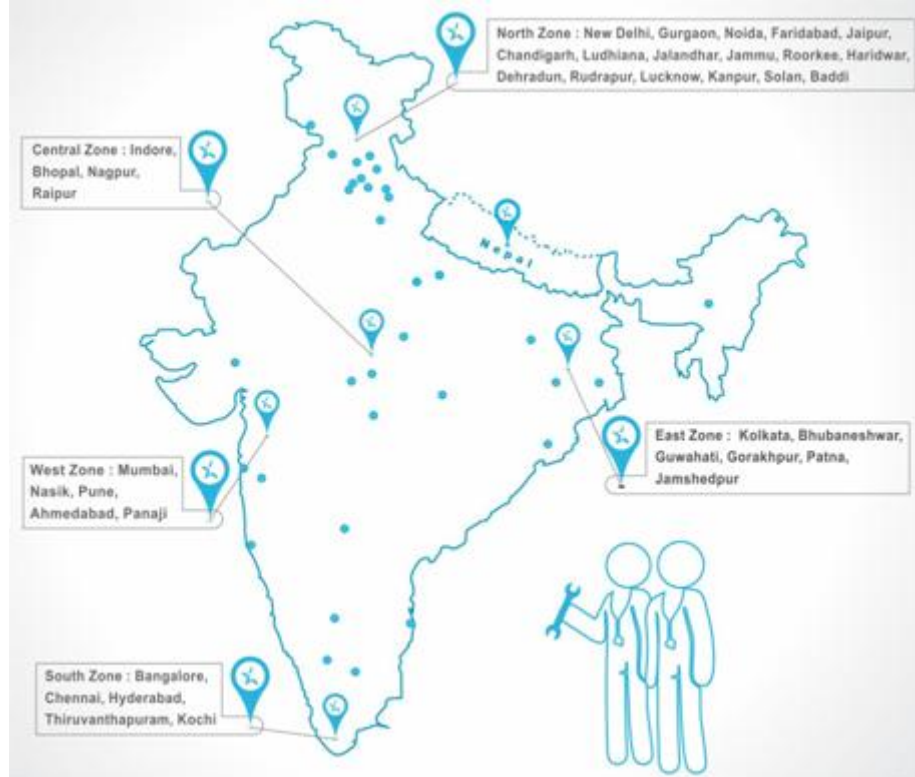 North Zone : New Delhi, Gurgaon, Noida, Faridabad, Jaipur,
Chandigarh, Ludhiana, Jalandhar, Jammu, Roorkee, Haridwar,
Dehradun, Rudrapur, Lucknow, Kanpur, Solan, Baddi
Central Zone : Indore,
Bhopal, Nagpur,
Raipur
Nepal
East Zone : Kolkata, Bhubaneshwar,
Guwahati, Gorakhpur, Patna,
Jamshedpur
West Zone : Mumbai,
Nasik, Pune,
Ahmedabad, Panaji
South Zone : Bangalore,
Chennai, Hyderabad,
Thiruvanthapuram, Kochi